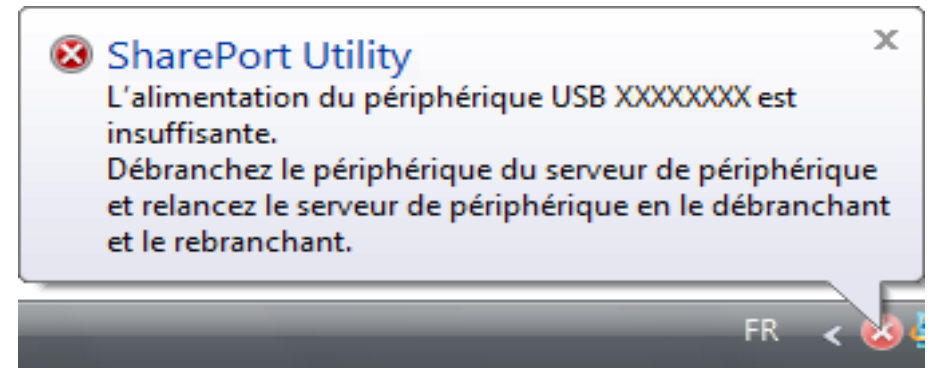 SharePort Utility
L'alimentation du périphérique USB XXXXXXXX est
insuffisante.
Débranchez le périphérique du serveur de périphérique
et relancez le serveur de périphérique en le débranchant
et le rebranchant.
FR